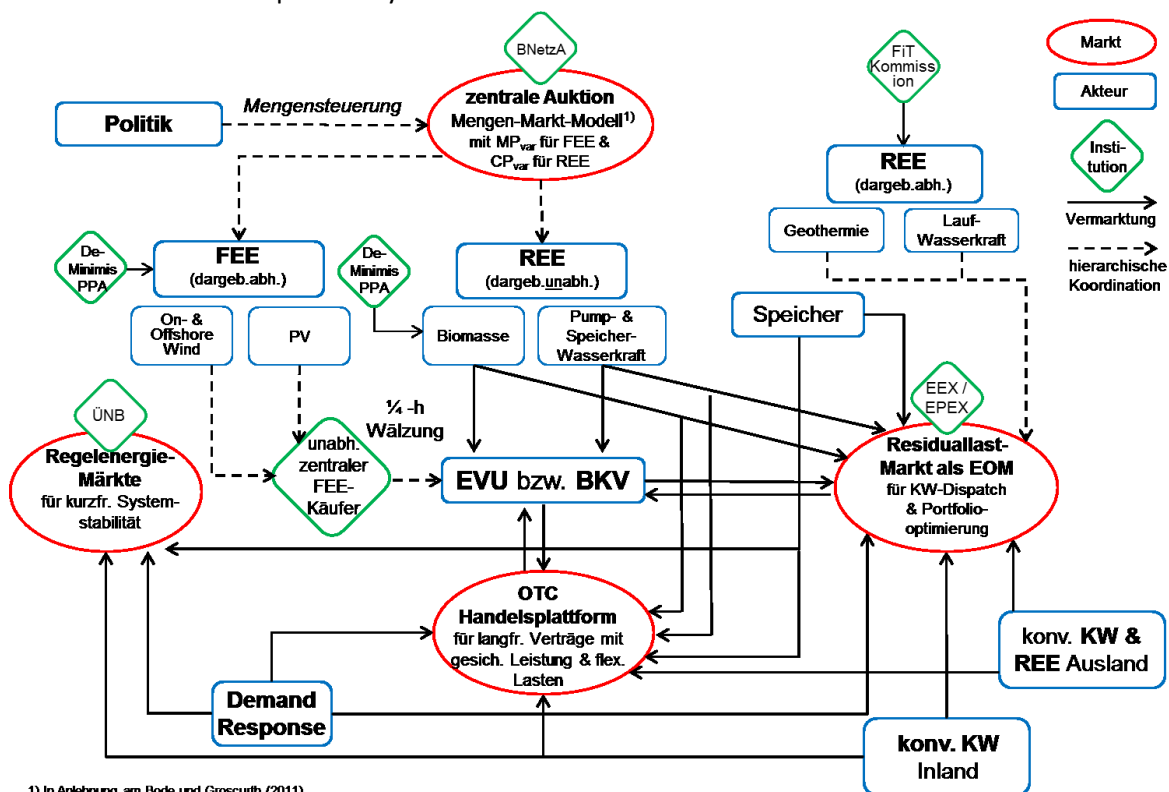 BNetzA
zentrale Auktion
Mengen-Markt-Modell1)
mit MPvar für FEE &
CPvar für REE
Politik
Mengensteuerung
FiT
Kommiss
ion
REE
(dargeb.abh.)
Geothermie
Lauf-
Wasserkraft
Markt
Akteur
Insti-
tution
Vermarktung
hierarchische
Koordination
De-
Minimis
PPA
FEE
(dargeb.abh.)
On- &
Offshore
Wind
PV
De-
Minimis
PPA
REE
(dargeb.unabh.)
Biomasse
Pump- &
Speicher-
Wasserkraft
Speicher
ÜNB
Regelenergie-
Märkte
für kurzfr. System-
stabilität
unabh.
zentraler
FEE-
Käufer
¼ -h
Wälzung
EVU bzw. BKV
EEX /
EPEX
Residuallast-
Markt als EOM
für KW-Dispatch
& Portfolio-
optimierung
OTC
Handelsplattform
für langfr. Verträge mit
gesich. Leistung & flex.
Lasten
Demand
Response
konv. KW &
REE Ausland
konv. KW
Inland
1) In Anlehnung am Bode und Groscurth (2011)